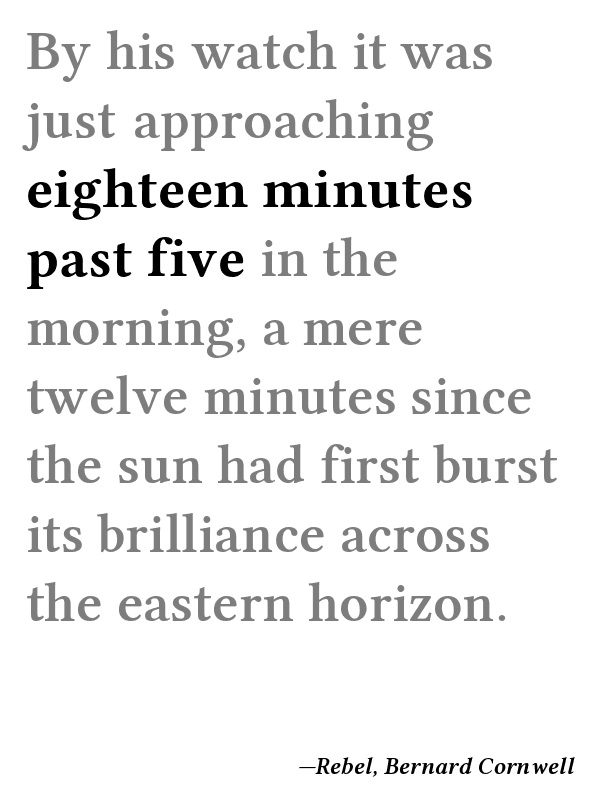 By his watch it was
just approaching
eighteen minutes
past five in the
morning, a mere
twelve minutes since
the sun had first burst
its brilliance across
the eastern horizon.
—Rebel, Bernard Cornwell